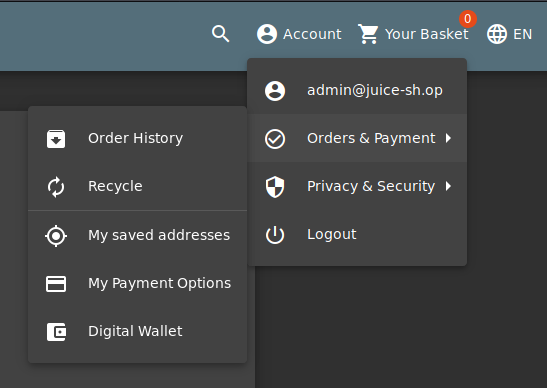 Account
Your Basket
0
EN
admin@juice-sh.op
Orders & Payment
Privacy & Security
Logout
Order History
Recycle
My saved addresses
My Payment Options
Digital Wallet